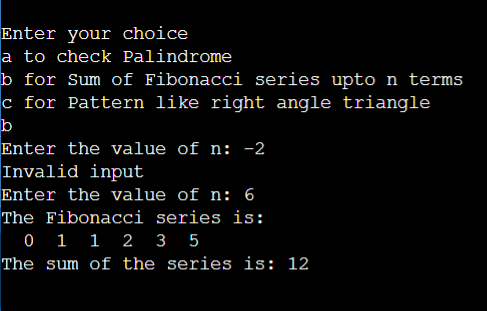 Enter your choice
a to check Palindrome
b for Sum of Fibonacci series upto n terms
c for Pattern like right angle triangle
b
Enter the value of n: -2
Invalid input
Enter the value of n: 6
The Fibonacci series is:
  0  1  1  2  3  5
The sum of the series is: 12